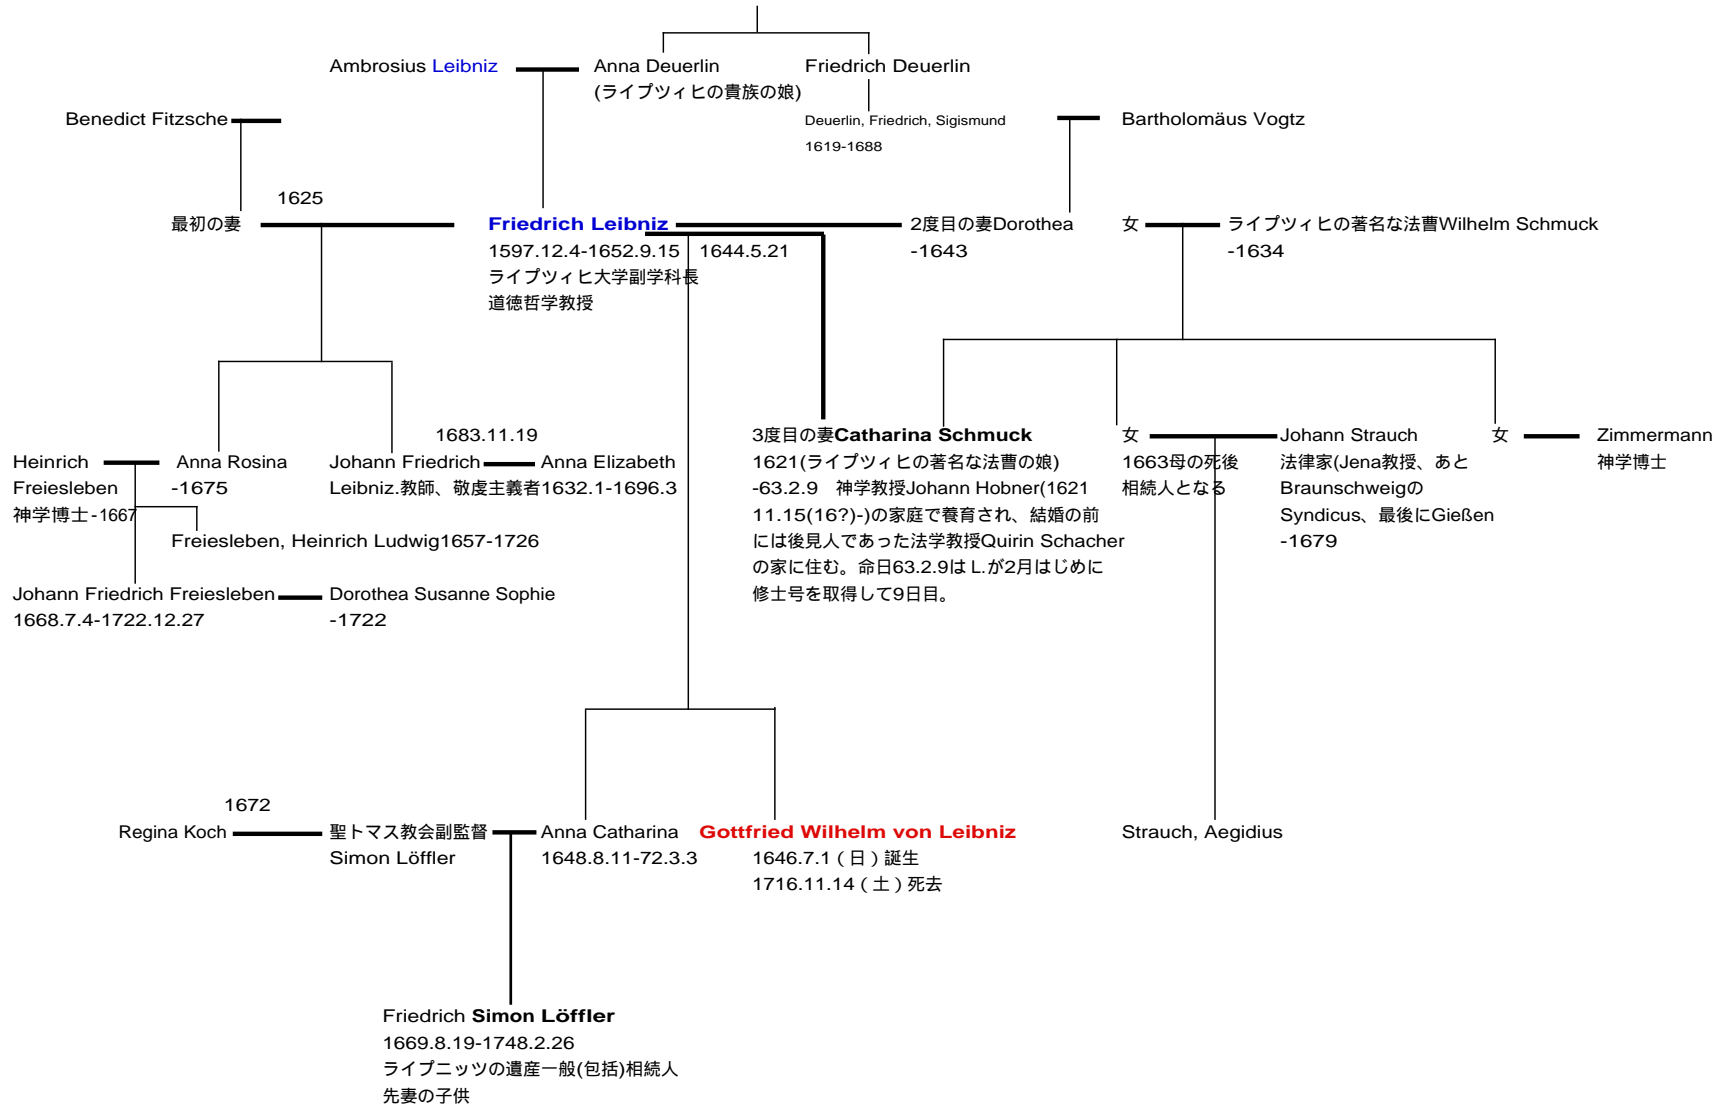 Ambrosius Leibniz
Anna Deuerlin
(ライプツィヒの貴族の娘)
Friedrich Deuerlin
Deuerlin, Friedrich, Sigismund
1619-1688
Benedict Fitzsche
Bartholomäus Vogtz
1625
最初の妻
Friedrich Leibniz
1597.12.4-1652.9.15
ライプツィヒ大学副学科長
道徳哲学教授
1644.5.21
2度目の妻Dorothea
-1643
女
ライプツィヒの著名な法曹Wilhelm Schmuck
-1634
Heinrich
Freiesleben
神学博士-1667
Anna Rosina
-1675
1683.11.19
Johann Friedrich
Leibniz.教師、敬虔主義者
Anna Elizabeth
1632.1-1696.3
3度目の妻Catharina Schmuck
1621(ライプツィヒの著名な法曹の娘)
-63.2.9 神学教授Johann Hobner(1621
11.15(16?)-)の家庭で養育され、結婚の前
には後見人であった法学教授Quirin Schacher
の家に住む。命日63.2.9は L.が2月はじめに
修士号を取得して9日目。
女
1663母の死後
相続人となる
Johann Strauch
法律家(Jena教授、あと
Braunschweigの
Syndicus、最後にGießen
-1679
女
Zimmermann
神学博士
Freiesleben, Heinrich Ludwig1657-1726
Johann Friedrich Freiesleben
1668.7.4-1722.12.27
Dorothea Susanne Sophie
-1722
1672
Regina Koch
聖トマス教会副監督
Simon Löffler
Anna Catharina
1648.8.11-72.3.3
Gottfried Wilhelm von Leibniz
1646.7.1（日）誕生
1716.11.14（土）死去
Strauch, Aegidius
Friedrich Simon Löffler
1669.8.19-1748.2.26
ライプニッツの遺産一般(包括)相続人
先妻の子供